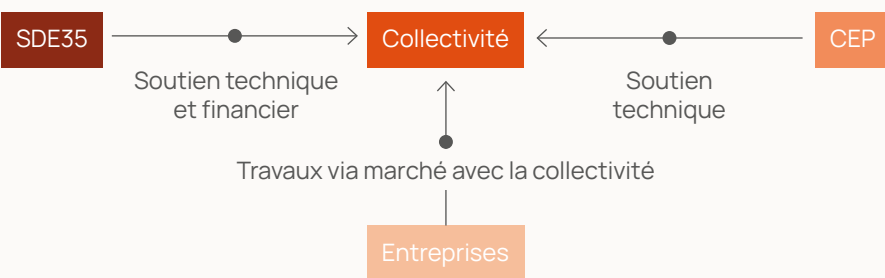 SDE35
Collectivité
CEP
Soutien technique
et financier
Soutien
technique
Travaux via marché avec la collectivité
Entreprises